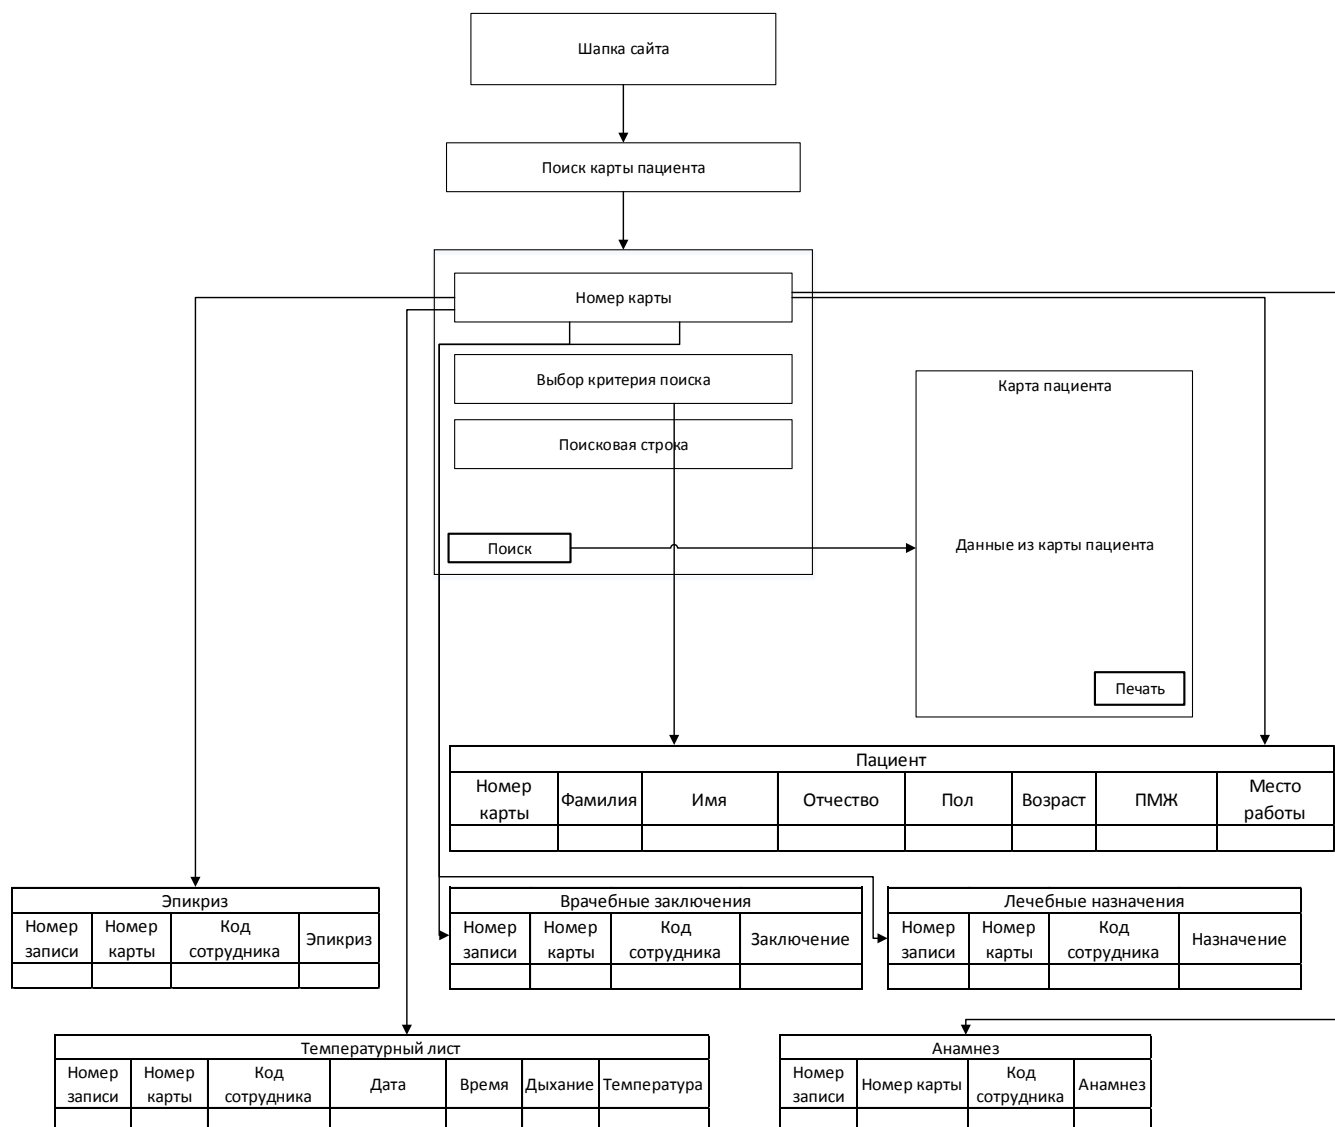 Шапка сайта
Поиск карты пациента
Номер карты
Выбор критерия поиска
Поисковая строка
Поиск
Карта пациента
Данные из карты пациента
Печать
Пациент
Номер
карты
Фамилия
Имя
Отчество
Пол
Возраст
ПМЖ
Место
работы
Эпикриз
Номер
записи
Номер
карты
Код
сотрудника
Эпикриз
Врачебные заключения
Номер
записи
Номер
карты
Код
сотрудника
Заключение
Лечебные назначения
Номер
записи
Номер
карты
Код
сотрудника
Назначение
Температурный лист
Номер
записи
Номер
карты
Код
сотрудника
Дата
Время
Дыхание
Температура
Анамнез
Номер
записи
Номер карты
Код
сотрудника
Анамнез